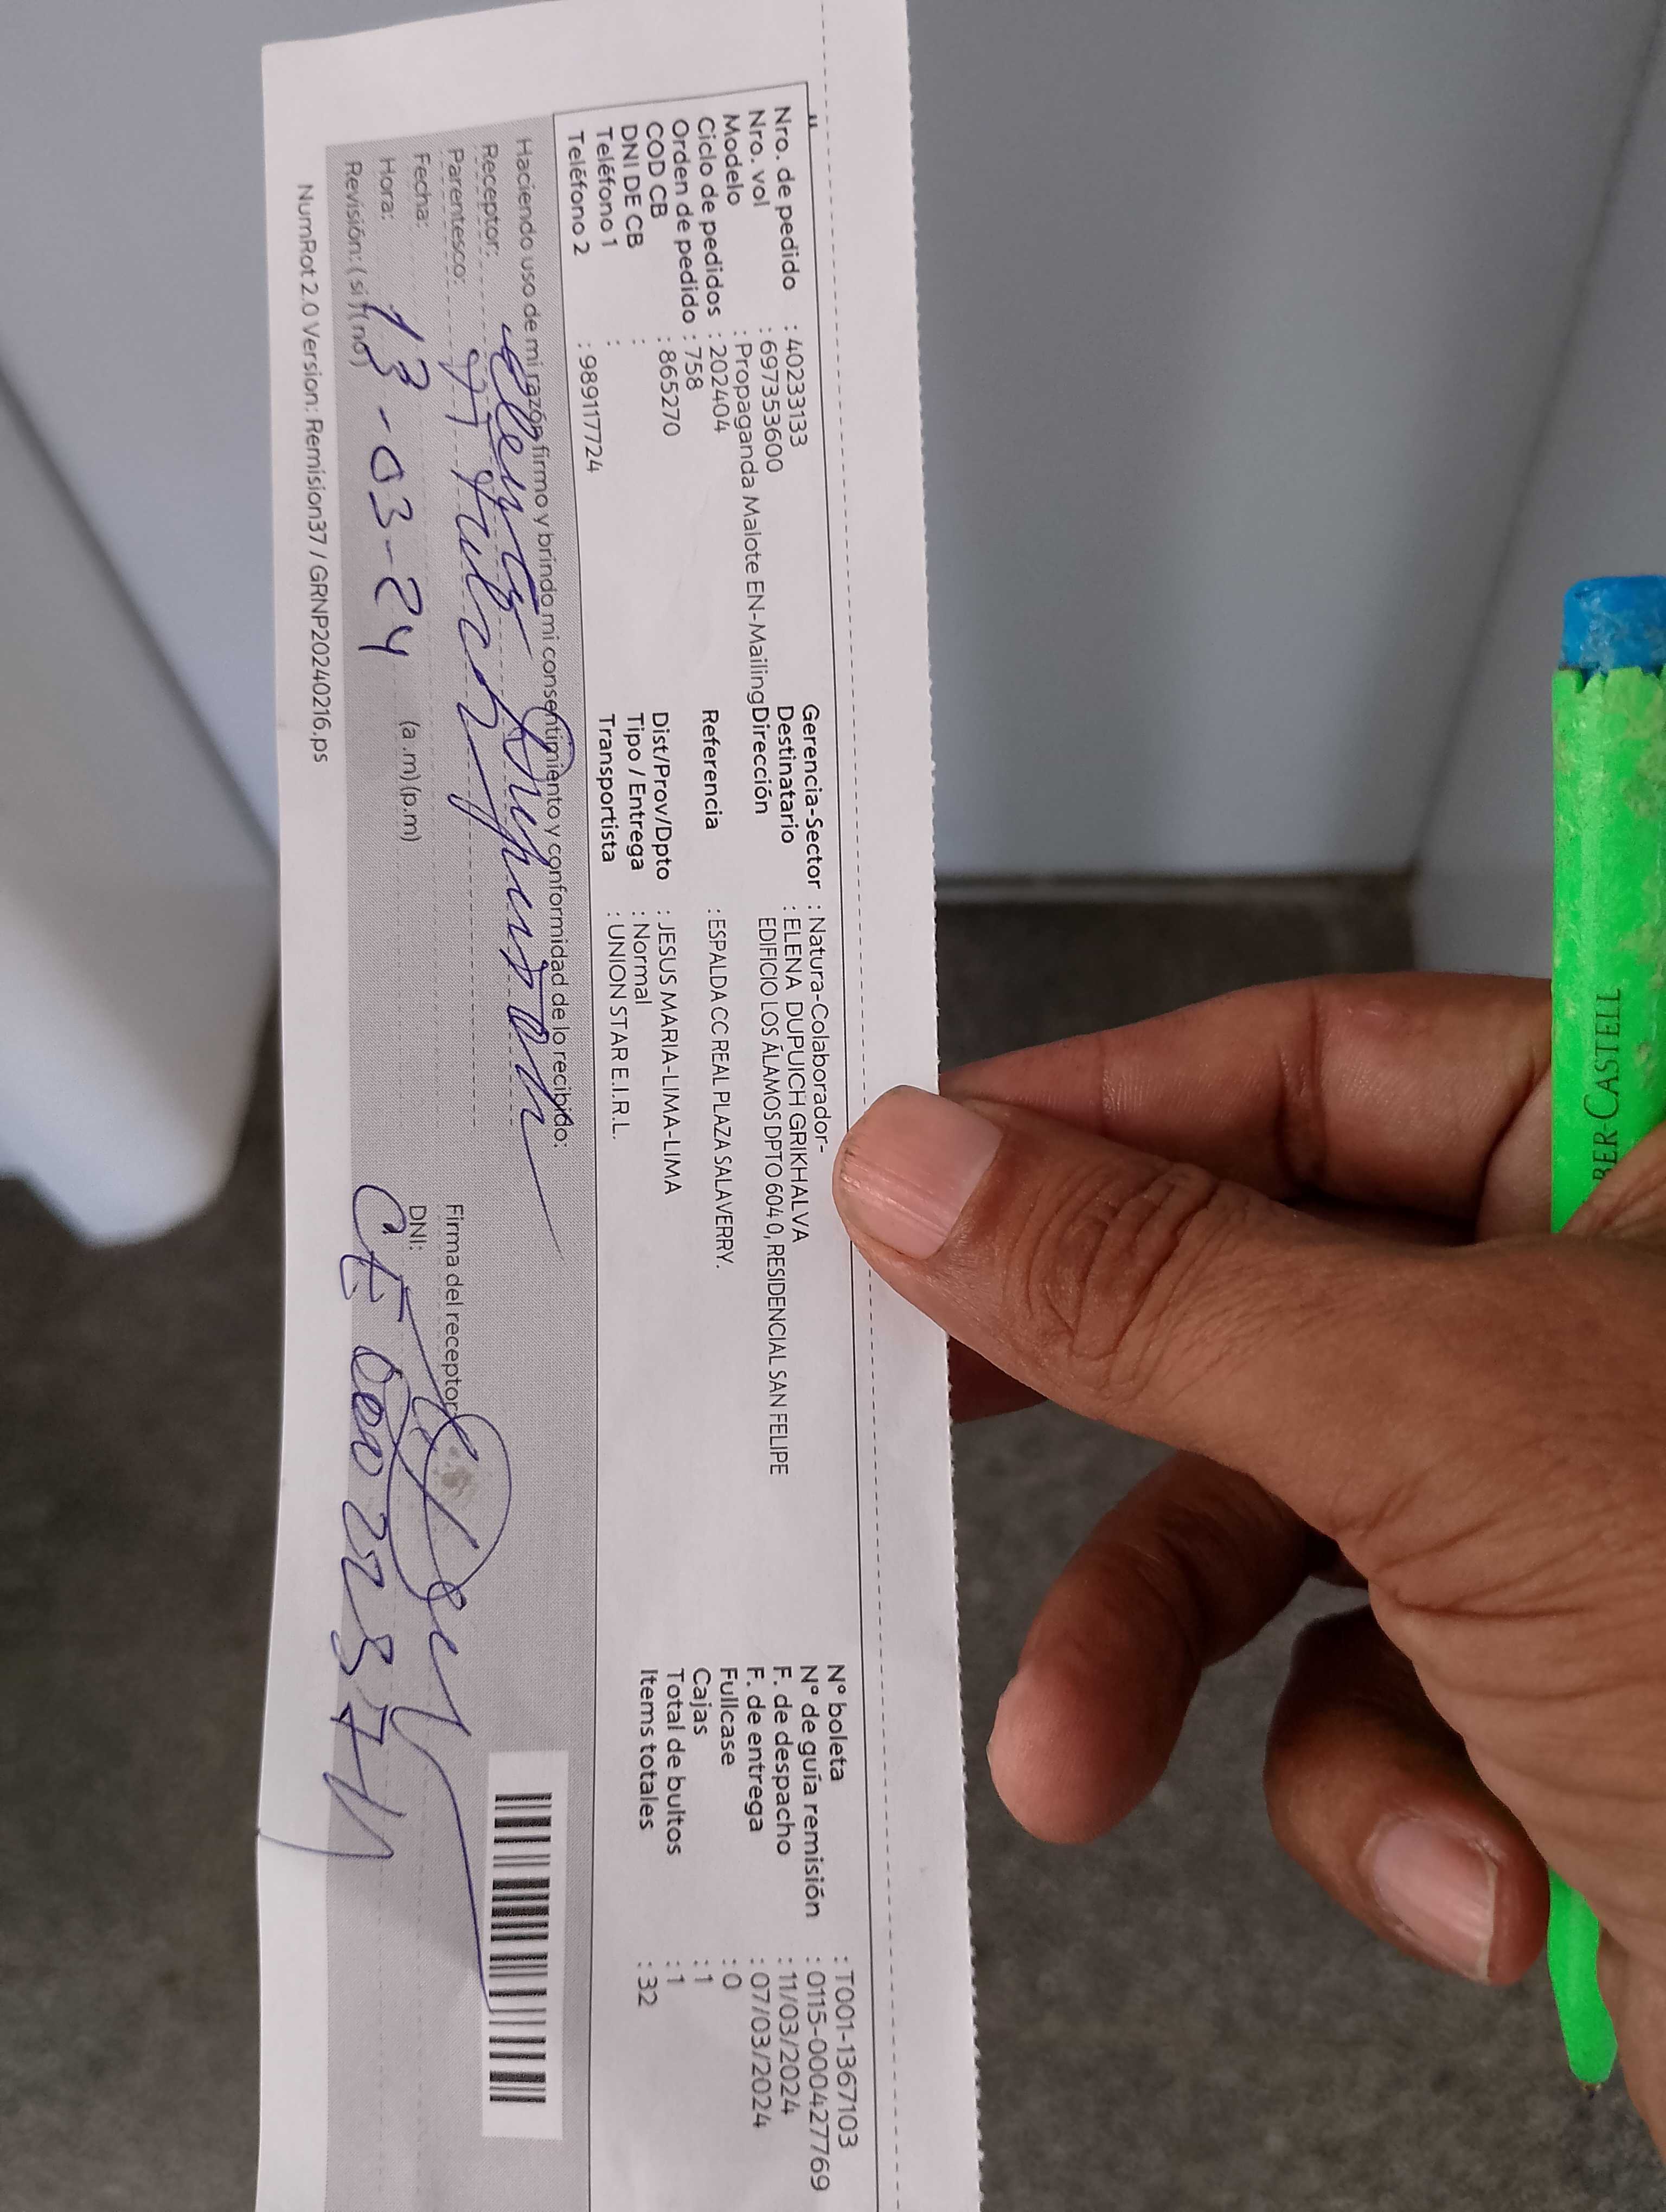 Nro. de pedido : 40233133
Nro. vol : 697353600
Modelo : Propaganda Malote EN-Mailing
Ciclo de pedidos : 202404
Orden de pedido : 758
COD CB : 865270
DNI DE CB :
Teléfono 1 :
Teléfono 2 : 989117724
Gerencia-Sector : Natura-Colaborador-
Destinatario : ELENA DUPUICH GRIKHALVA
Dirección EDIFICIO LOS ÁLAMOS DPTO 604 0, RESIDENCIAL SAN FELIPE
Referencia : ESPALDA CC REAL PLAZA SALAVERRY.
Dist/Prov/Dpto : JESUS MARIA-LIMA-LIMA
Tipo / Entrega : Normal
Transportista : UNION STAR E.I.R.L.
N° boleta : T001-1367103
N° de guía remisión : 0115-000427769
F. de despacho : 11/03/2024
F. de entrega : 07/03/2024
Fullcase : 0
Cajas : 1
Total de bultos : 1
Items totales : 32
Haciendo uso de mi razón firmo y brindo mi consentimiento y conformidad de lo recibido:
Receptor:
Parentesco:
Fecha: 13-03-24
Hora: (a.m)(p.m)
Revisión: (si)(no)
Firma del receptor
DNI:
NumRot 2.0 Version: Remision37 / GRNP20240216.ps
BER-CASTELL